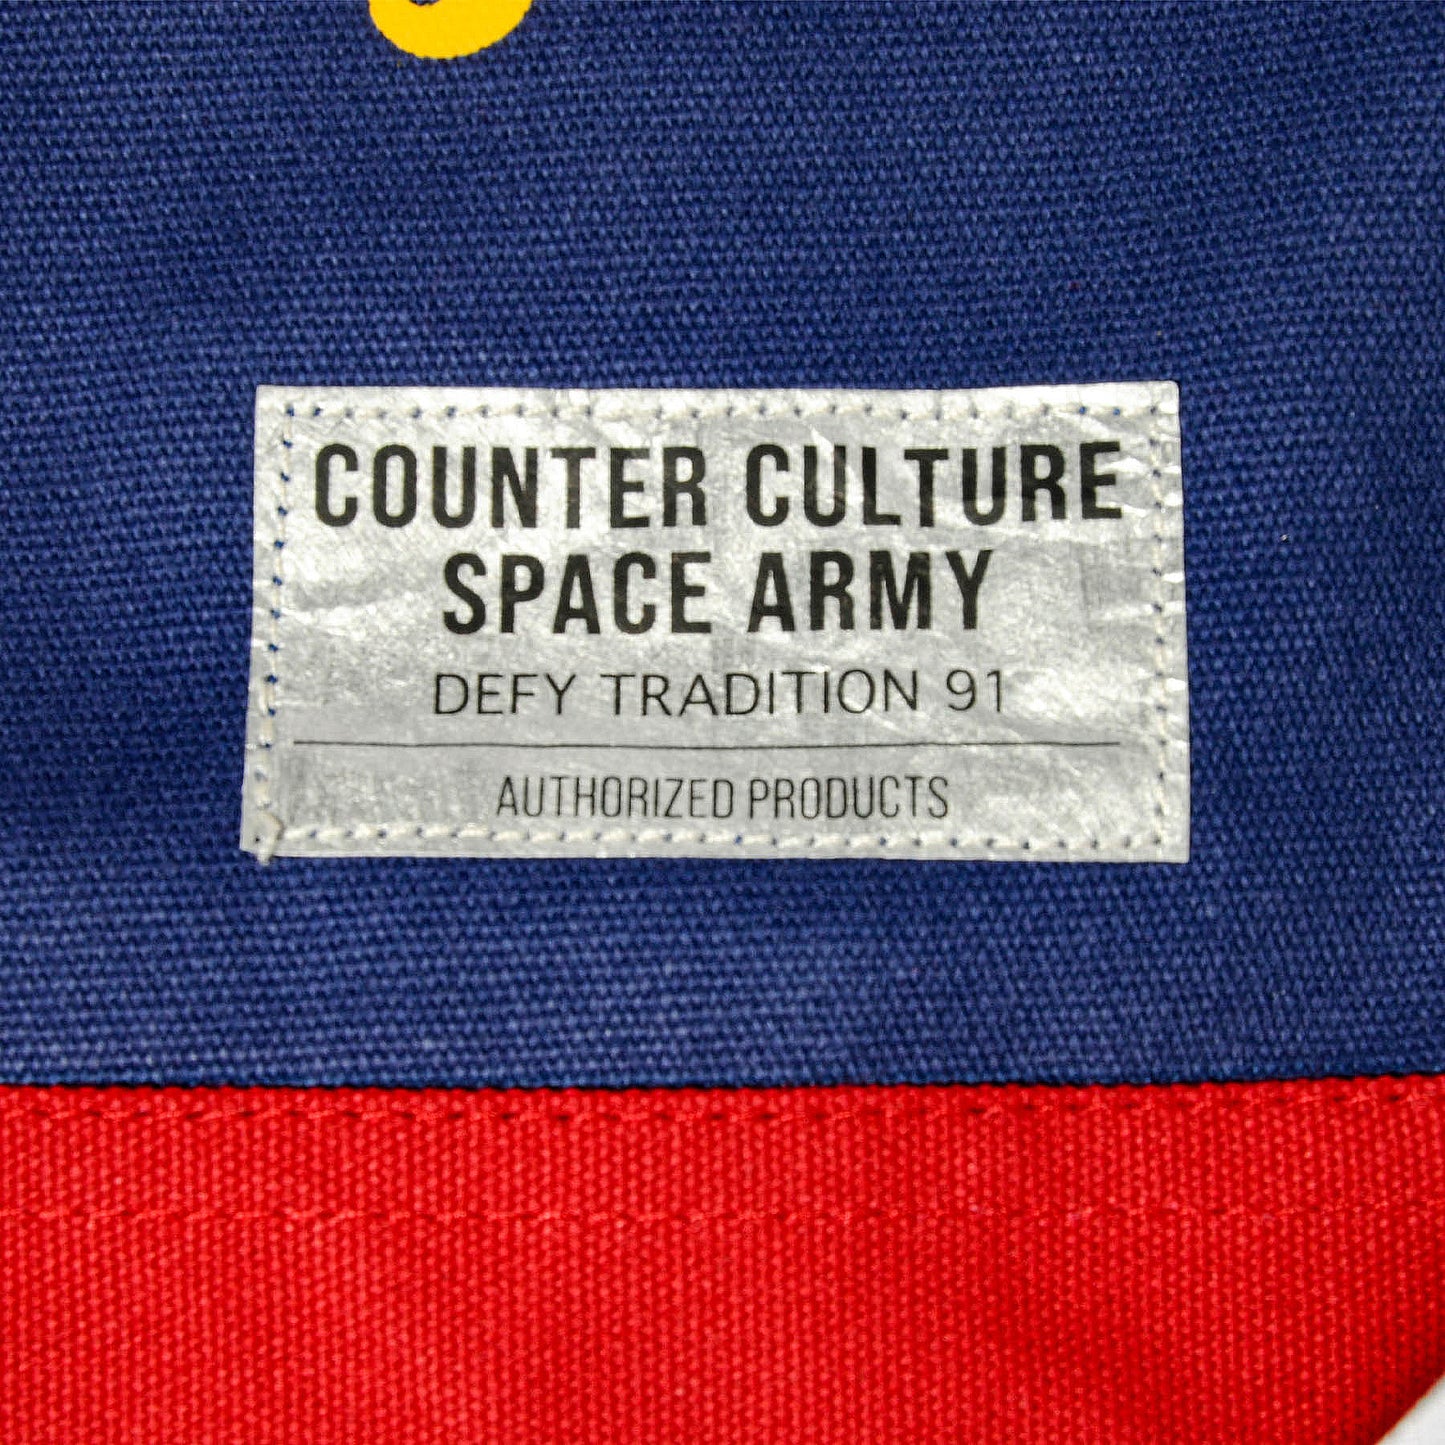 COUNTER CULTURE
SPACE ARMY
DEFY TRADITION 91
AUTHORIZED PRODUCTS